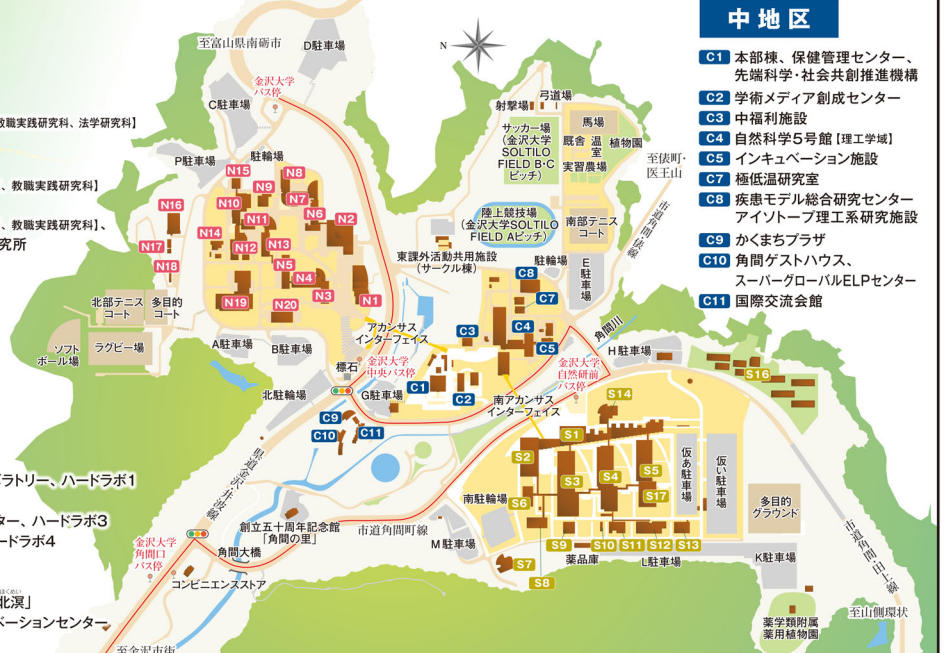 中地区
C1 本部棟、保健管理センター、
先端科学・社会共創推進機構
C2 学術メディア創成センター
C3 中福利施設
C4 自然科学5号館【理工学域】
C5 インキュベーション施設
C7 極低温研究室
C8 疾患モデル総合研究センター
アイソトープ理工系研究施設
C9 かくまちプラザ
C10 角間ゲストハウス、
スーパーグローバルELPセンター
C11 国際交流会館
教職実践研究科、法学研究科】
、教職実践研究科】
、教職実践研究科】、
究所
ラトリー、ハードラボ1
ター、ハードラボ3
ードラボ4
北溟」
ベーションセンター
至富山県南砺市
D駐車場
N
金沢大学
バス停
C駐車場
P駐車場
駐輪場
N15
N8
N9
N7
N16
N10
N6
N2
N11
N14
N12
N13
N17
N5
N18
N4
N3
N1
N19
N20
北部テニス
コート
多目的
コート
ソフト
ボール場
ラグビー場
A駐車場
B駐車場
標石
北駐輪場
アカンサス
インターフェイス
金沢大学
中央バス停
G駐車場
弓道場
射撃場
サッカー場
(金沢大学
SOLTILO
FIELD B・C
ピッチ)
馬場
厩舎
温室
植物園
実習農場
至俵町・
医王山
市道角間俵線
陸上競技場
(金沢大学SOLTILO
FIELD Aピッチ)
南部テニス
コート
東課外活動共用施設
(サークル棟)
駐輪場
E駐車場
C8
C7
C4
C3
C5
C1
C2
C9
C10
C11
角間川
金沢大学
自然研前
バス停
H駐車場
S16
南アカンサス
インターフェイス
S14
S1
S2
S3
S4
S5
S17
S6
南駐輪場
仮あ駐車場
仮い駐車場
多目的
グラウンド
M駐車場
S9
S10
S11
S12
S13
薬品庫
L駐車場
K駐車場
S7
S8
県道金沢・井波線
創立五十周年記念館
「角間の里」
市道角間町線
金沢大学
角間口
バス停
角間大橋
コンビニエンスストア
至金沢市街
市道角間中上線
至山側環状
薬学類附属
薬用植物園